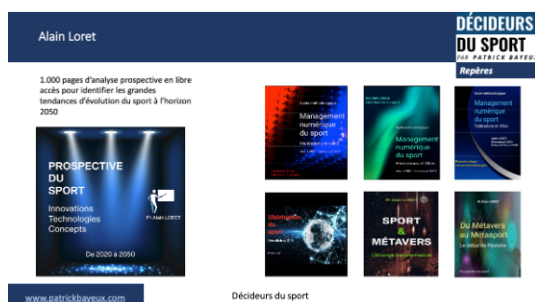 Alain Loret
DÉCIDEURS
DU SPORT
PAR PATRICK BAYEUX
Repères
1.000 pages d'analyse prospective en libre
accès pour identifier les grandes
tendances d'évolution du sport à l'horizon
2050
PROSPECTIVE
DU
SPORT
Innovations
Technologies
Concepts
Pr Alain LORET
De 2020 à 2050
Management
numérique
du sport
Management
numérique
du sport
Management
numérique
du sport
Ubérisation
du
sport
SPORT
&
MÉTAVERS
Du Métavers
au Métasport
www.patrickbayeux.com
Décideurs du sport